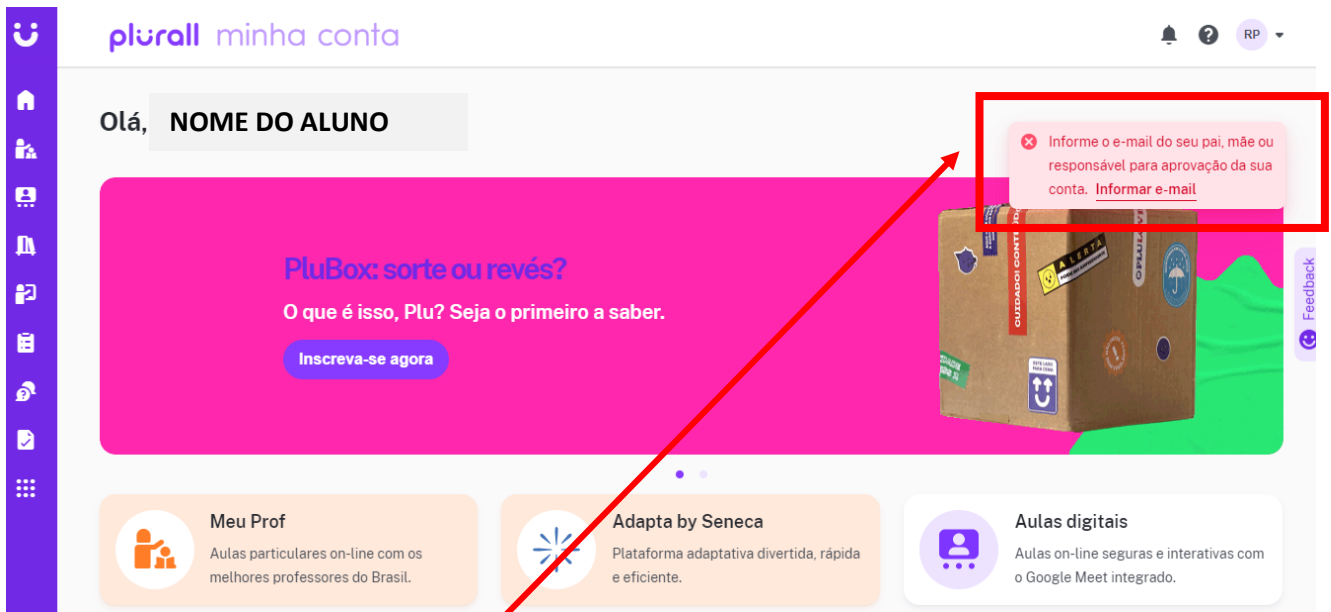 plurall minha conta
RP
Olá, NOME DO ALUNO
Informe o e-mail do seu pai, mãe ou
responsável para aprovação da sua
conta. Informar e-mail
PluBox: sorte ou revés?
O que é isso, Plu? Seja o primeiro a saber.
Inscreva-se agora
CUIDADO! CONTEÚDO
ALERTA
Feedback
Meu Prof
Aulas particulares on-line com os
melhores professores do Brasil.
Adapta by Seneca
Plataforma adaptativa divertida, rápida
e eficiente.
Aulas digitais
Aulas on-line seguras e interativas com
o Google Meet integrado.